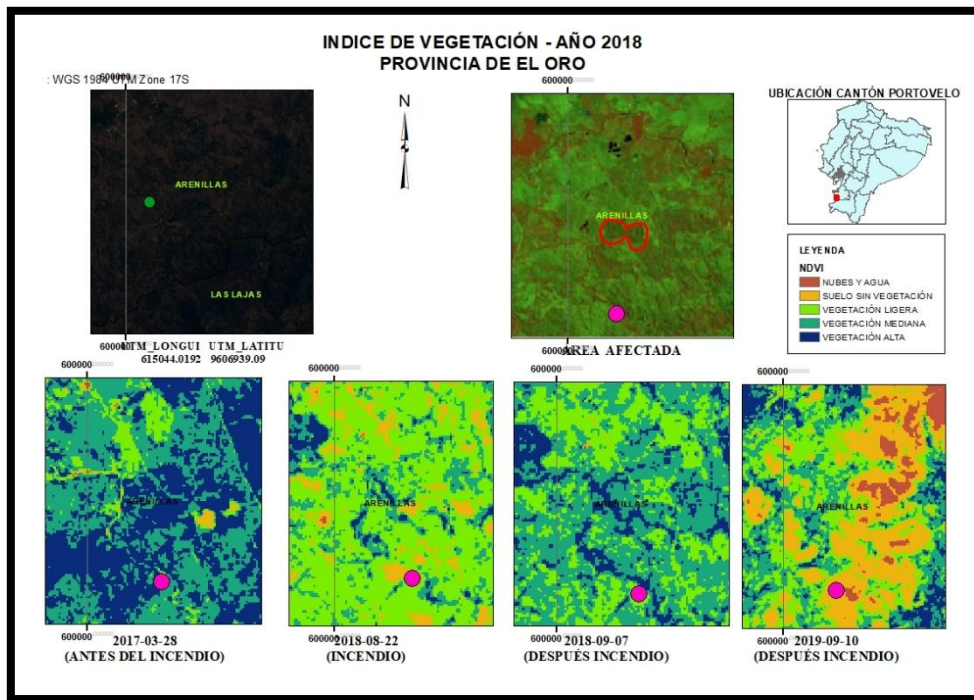 INDICE DE VEGETACIÓN - AÑO 2018
PROVINCIA DE EL ORO
: WGS 1984 UTM Zone 17S
600000
ARENILLAS
LAS LAJAS
600000
UTM_LONGUI UTM_LATITU
615044.0192 9606939.09
N
600000
ARENILLAS
600000
AREA AFECTADA
UBICACIÓN CANTÓN PORTOVELO
LEYENDA
NDVI
NUBES Y AGUA
SUELO SIN VEGETACIÓN
VEGETACIÓN LIGERA
VEGETACIÓN MEDIANA
VEGETACIÓN ALTA
600000
ARENILLAS
600000
2017-03-28
(ANTES DEL INCENDIO)
600000
ARENILLAS
600000
2018-08-22
(INCENDIO)
600000
ARENILLAS
600000
2018-09-07
(DESPUÉS INCENDIO)
600000
ARENILLAS
600000
2019-09-10
(DESPUÉS INCENDIO)